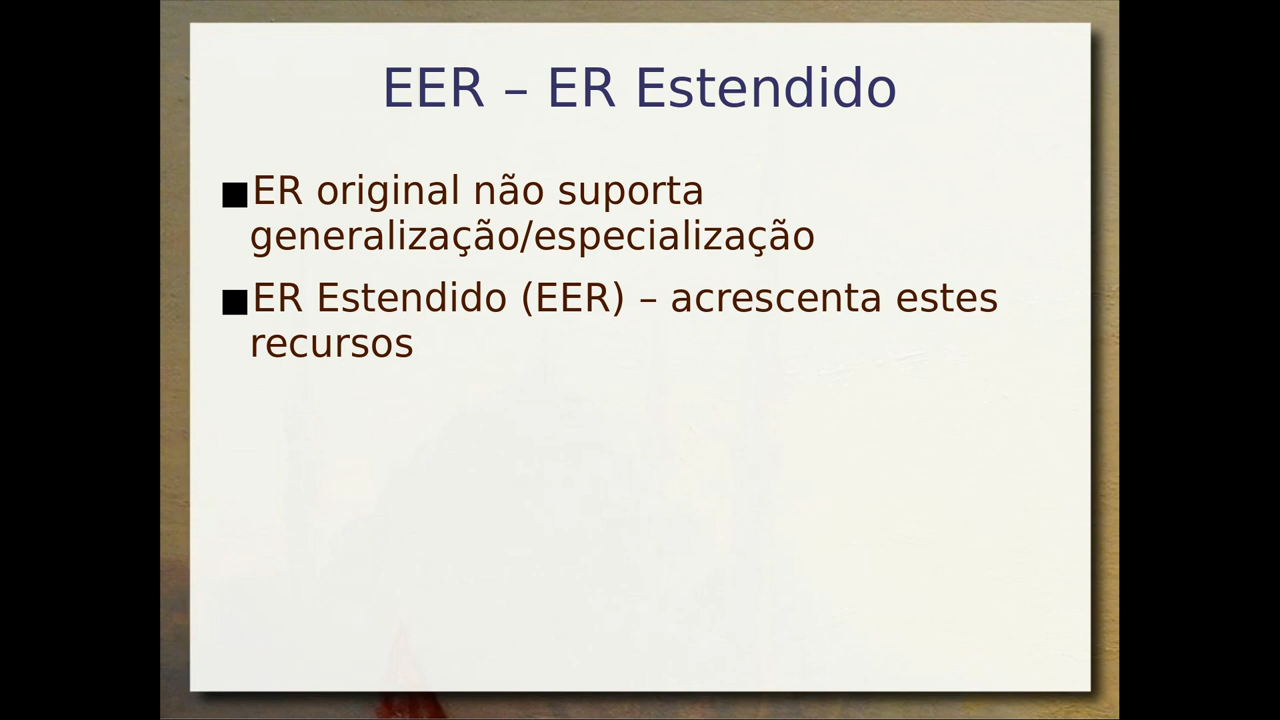 EER – ER Estendido
■ER original não suporta
generalização/especialização
■ER Estendido (EER) – acrescenta estes
recursos